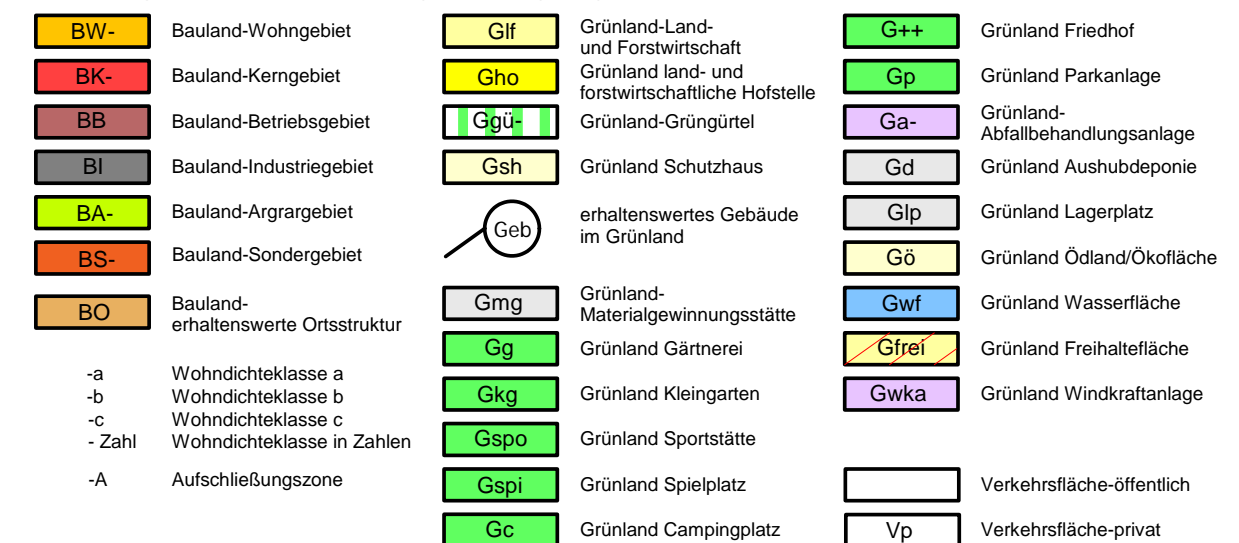 BW- Bauland-Wohngebiet
BK- Bauland-Kerngebiet
BB Bauland-Betriebsgebiet
BI Bauland-Industriegebiet
BA- Bauland-Argrargebiet
BS- Bauland-Sondergebiet
BO Bauland-
erhaltenswerte Ortsstruktur
-a Wohndichteklasse a
-b Wohndichteklasse b
-c Wohndichteklasse c
- Zahl Wohndichteklasse in Zahlen
-A Aufschließungszone
Glf Grünland-Land-
und Forstwirtschaft
Gho Grünland land- und
forstwirtschaftliche Hofstelle
Ggü- Grünland-Grüngürtel
Gsh Grünland Schutzhaus
Geb erhaltenswertes Gebäude
im Grünland
Gmg Grünland-
Materialgewinnungsstätte
Gg Grünland Gärtnerei
Gkg Grünland Kleingarten
Gspo Grünland Sportstätte
Gspi Grünland Spielplatz
Gc Grünland Campingplatz
G++ Grünland Friedhof
Gp Grünland Parkanlage
Ga- Grünland-
Abfallbehandlungsanlage
Gd Grünland Aushubdeponie
Glp Grünland Lagerplatz
Gö Grünland Ödland/Ökofläche
Gwf Grünland Wasserfläche
Gfrei Grünland Freihaltefläche
Gwka Grünland Windkraftanlage
Verkehrsfläche-öffentlich
Vp Verkehrsfläche-privat